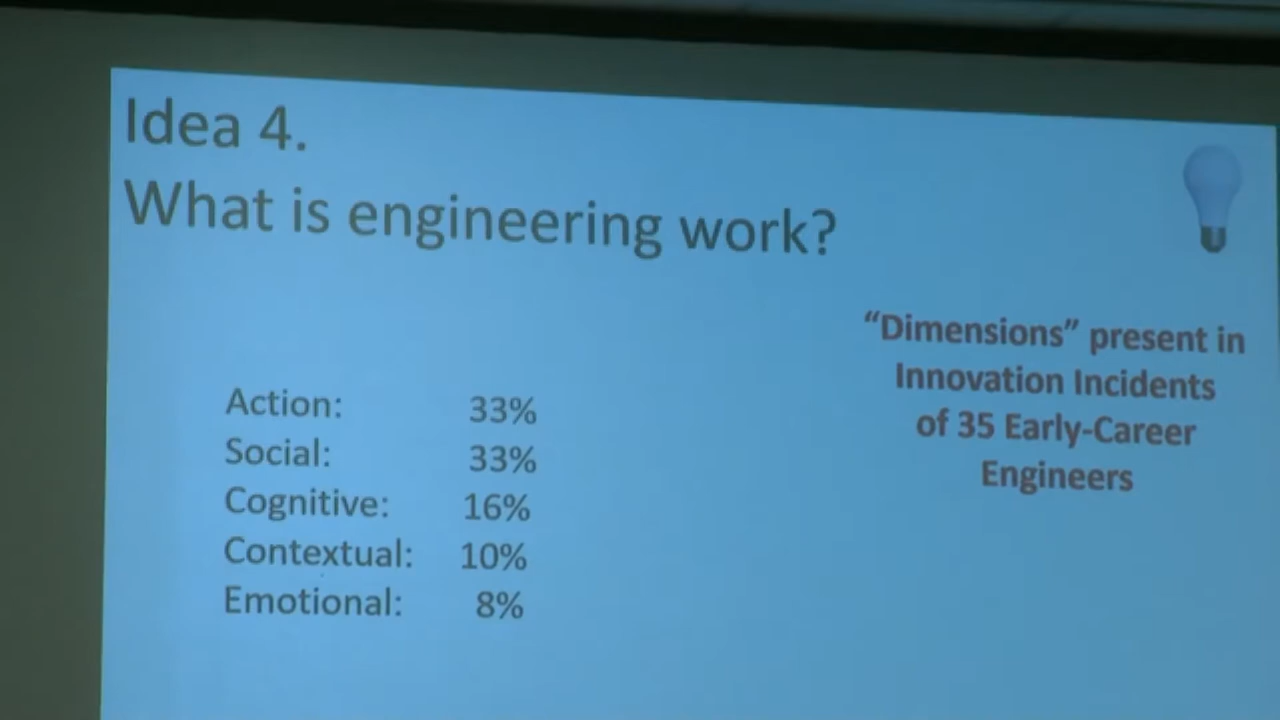 Idea 4.
What is engineering work?
“Dimensions” present in
Innovation Incidents
of 35 Early-Career
Engineers
Action: 33%
Social: 33%
Cognitive: 16%
Contextual: 10%
Emotional: 8%